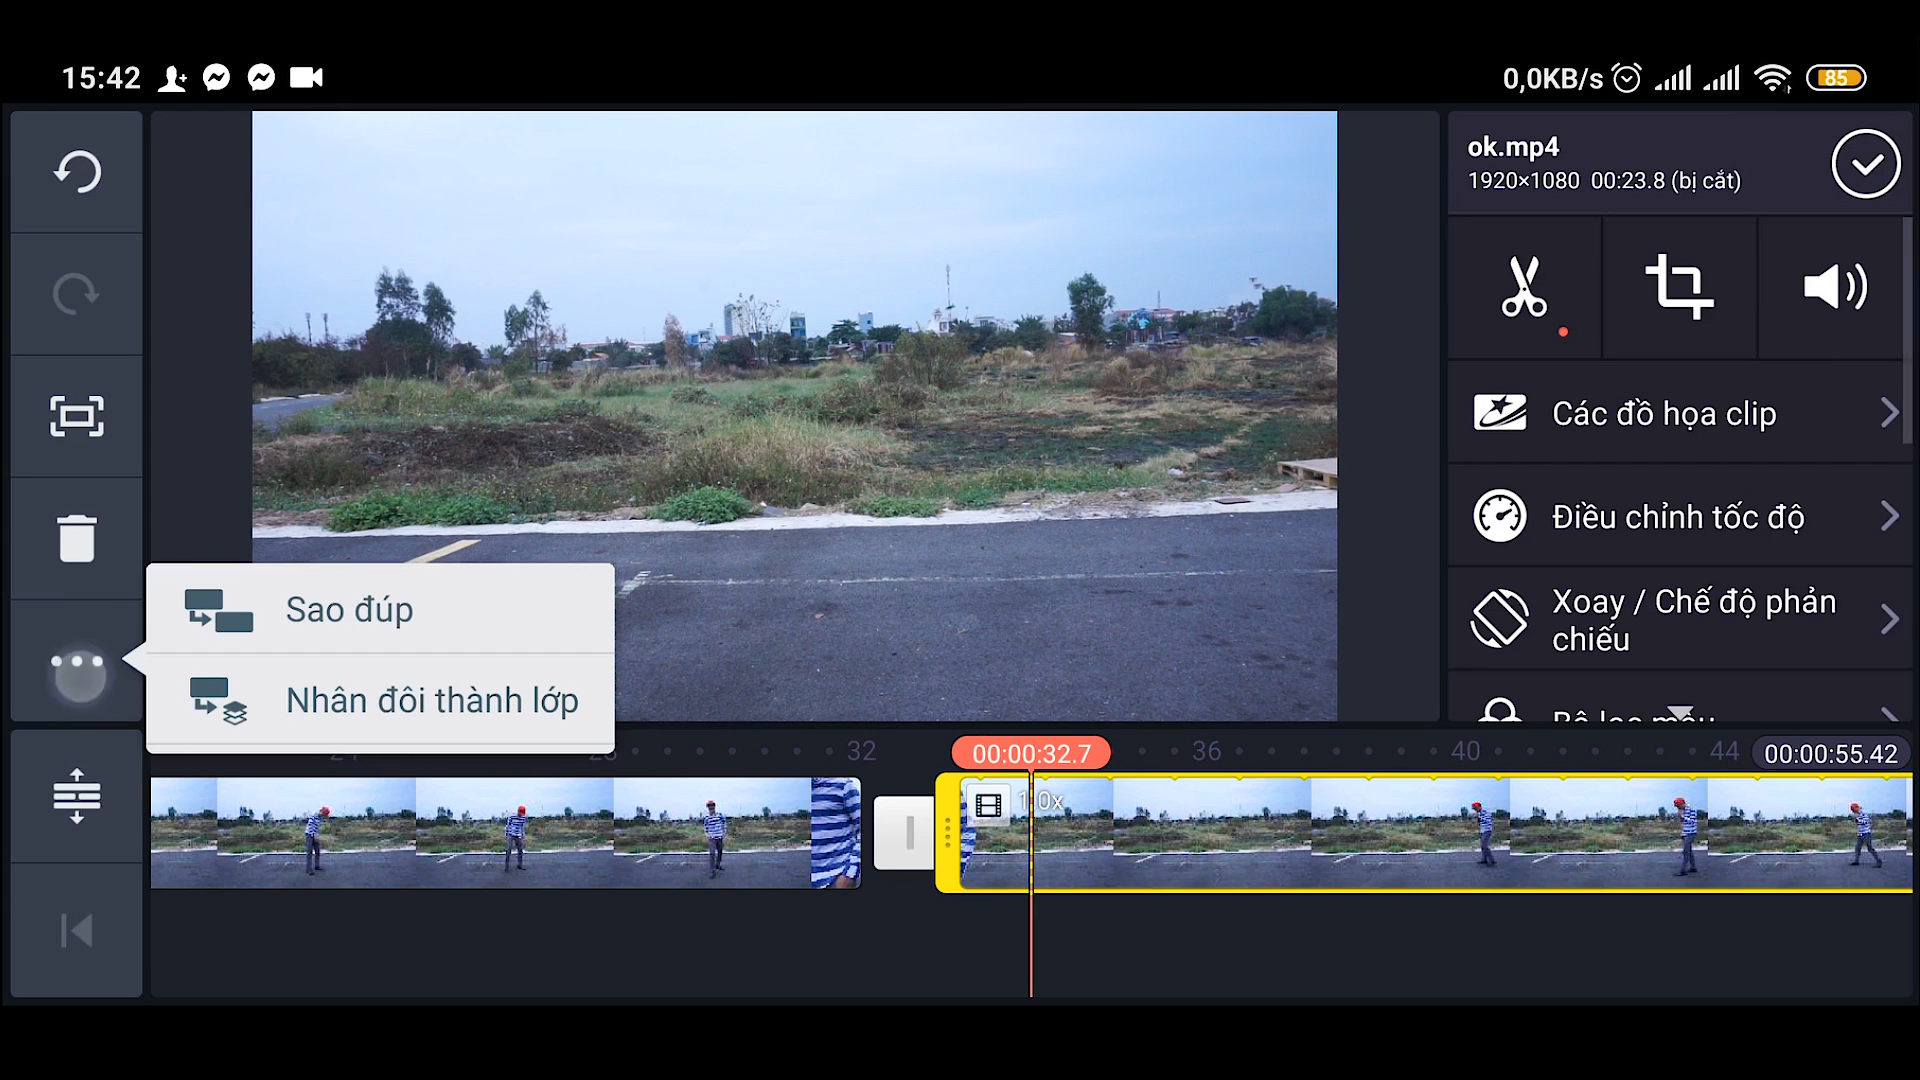 15:42
0,0KB/s
85
ok.mp4
1920×1080 00:23.8 (bị cắt)
Các đồ họa clip
Điều chỉnh tốc độ
Xoay / Chế độ phản
chiếu
Sao đúp
Nhân đôi thành lớp
32
00:00:32.7
36
40
44
00:00:55.42
1.0x